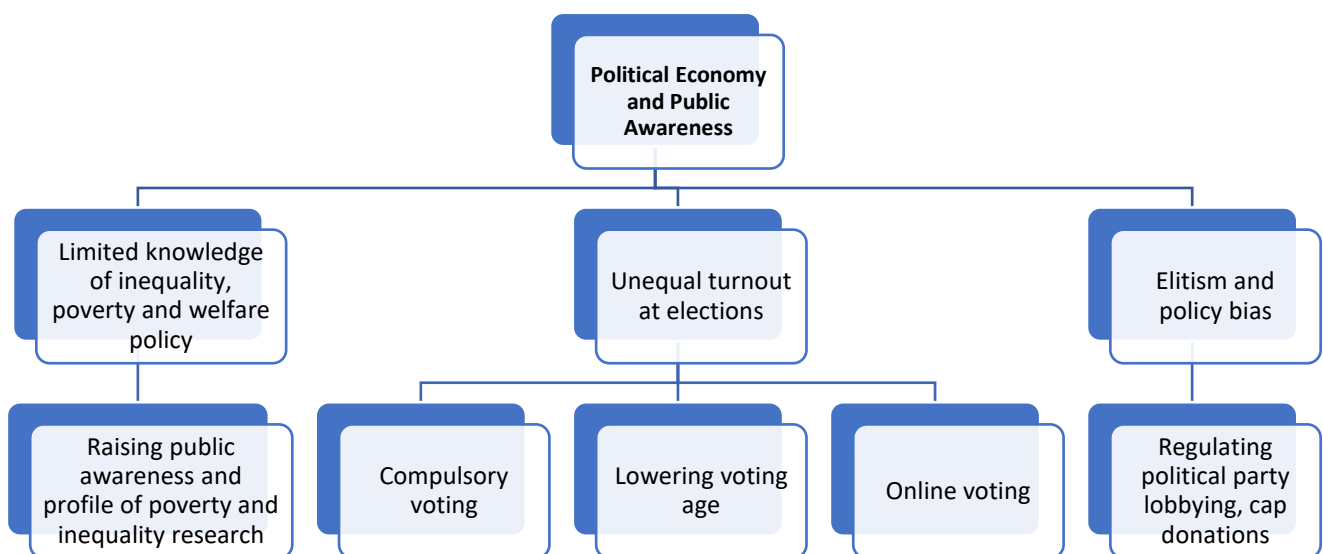 Political Economy
and Public
Awareness
Limited knowledge
of inequality,
poverty and welfare
policy
Unequal turnout
at elections
Elitism and
policy bias
Raising public
awareness and
profile of poverty and
inequality research
Compulsory
voting
Lowering voting
age
Online voting
Regulating
political party
lobbying, cap
donations